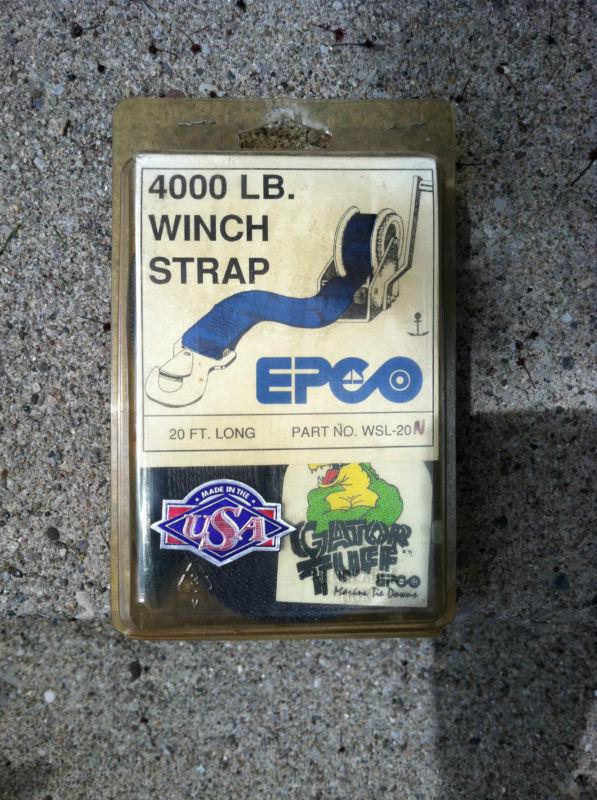 4000 LB.
WINCH
STRAP
EPCO
20 FT. LONG PART NO. WSL-20N
MADE IN THE
USA
GATOR
TUFF
EPCO
Marine Tie Downs